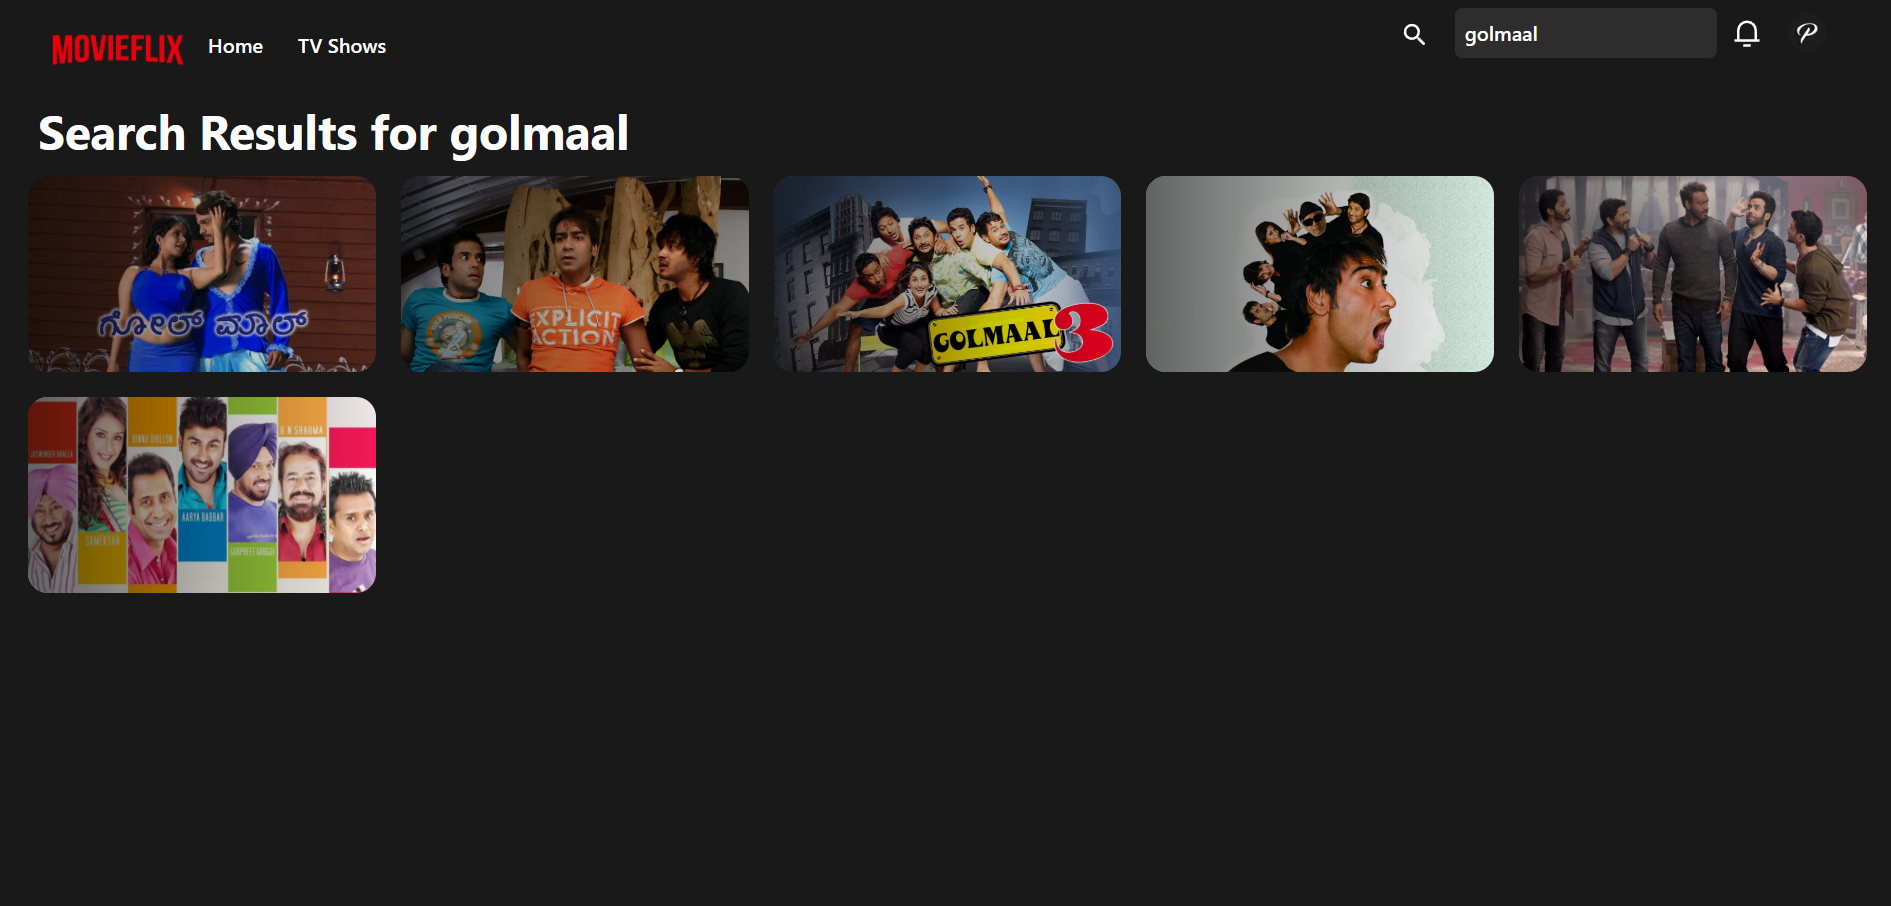 MOVIEFLIX Home TV Shows golmaal
Search Results for golmaal
ಗೋಲ್ ಮಾಲ್
EXPLICIT
ACTION
GOLMAAL 3
JASWINDER BHALLA
BINNU DHILLON
B N SHARMA
AARYA BABBAR
SAMEKSHA
GURPREET GHUGGI